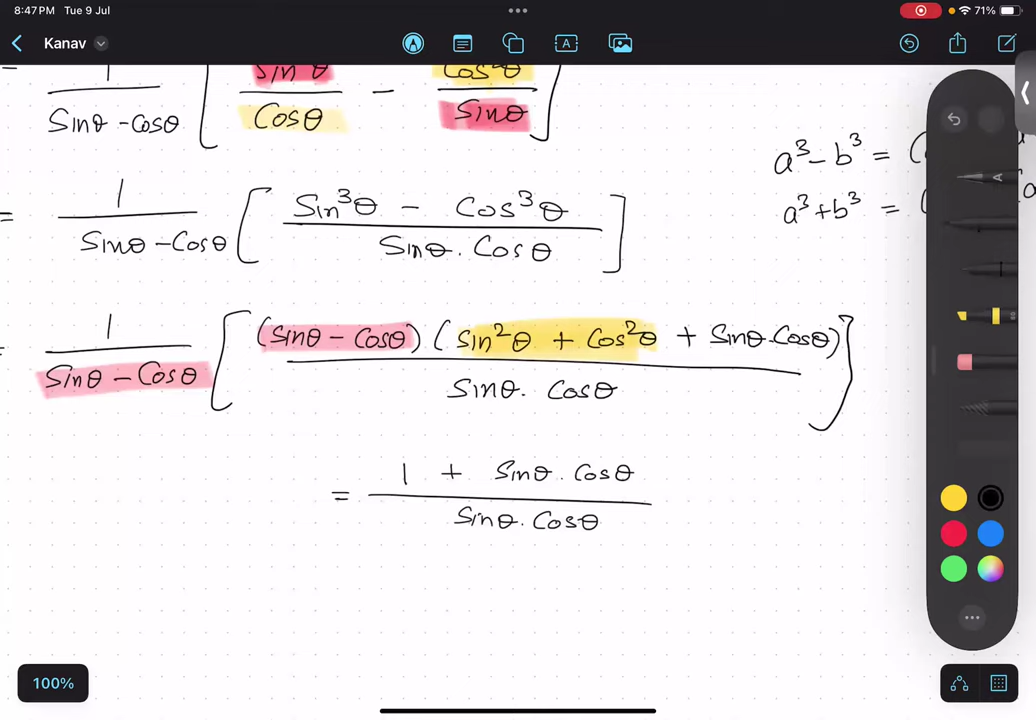 8:47 PM Tue 9 Jul
71%
Kanav
= 1 / (Sinθ - Cosθ) [ Sin²θ / Cosθ - Cos²θ / Sinθ ]
a³ - b³ = (
a³ + b³ = (
= 1 / (Sinθ - Cosθ) [ (Sin³θ - Cos³θ) / (Sinθ . Cosθ) ]
= 1 / (Sinθ - Cosθ) [ (Sinθ - Cosθ) (Sin²θ + Cos²θ + Sinθ . Cosθ) / (Sinθ . Cosθ) ]
= (1 + Sinθ . Cosθ) / (Sinθ . Cosθ)
100%